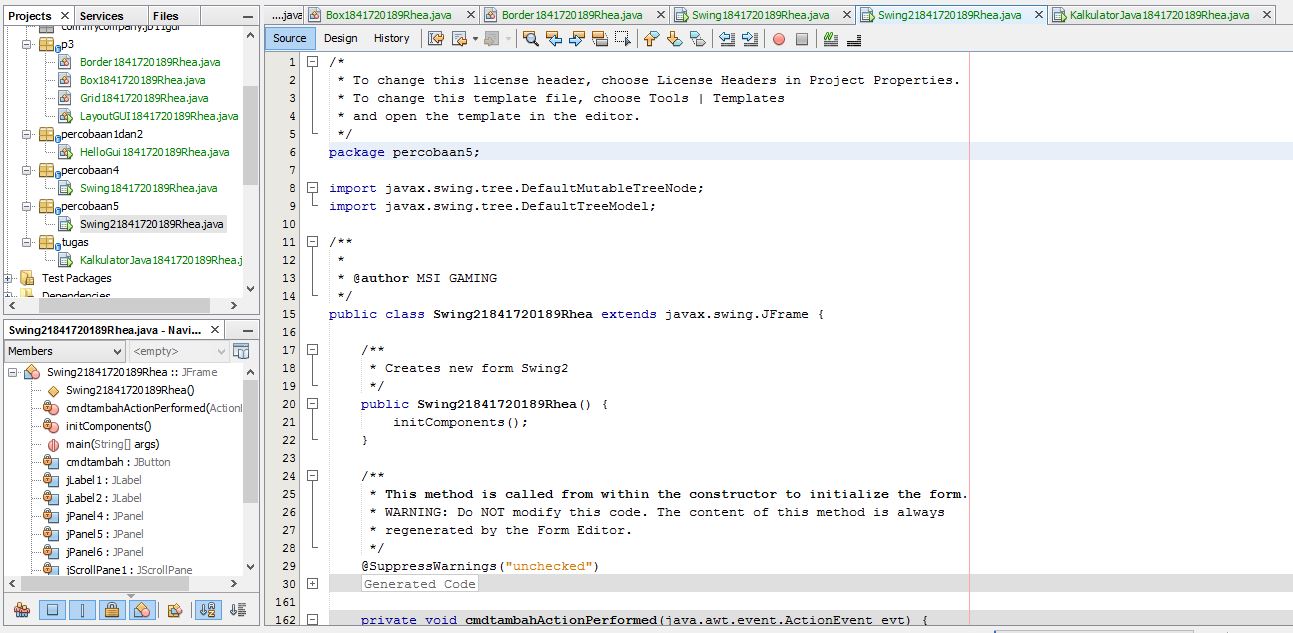 Projects Services Files
com.mycompany.jb11gui
p3
Border1841720189Rhea.java
Box1841720189Rhea.java
Grid1841720189Rhea.java
LayoutGUI1841720189Rhea.java
percobaan1dan2
HelloGui1841720189Rhea.java
percobaan4
Swing1841720189Rhea.java
percobaan5
Swing21841720189Rhea.java
tugas
KalkulatorJava1841720189Rhea.j
Test Packages
Dependencies
Swing21841720189Rhea.java - Navi...
Members <empty>
Swing21841720189Rhea :: JFrame
Swing21841720189Rhea()
cmdtambahActionPerformed(Action
initComponents()
main(String[] args)
cmdtambah : JButton
jLabel1 : JLabel
jLabel2 : JLabel
jPanel4 : JPanel
jPanel5 : JPanel
jPanel6 : JPanel
jScrollPane1 : JScrollPane
....java Box1841720189Rhea.java Border1841720189Rhea.java Swing1841720189Rhea.java Swing21841720189Rhea.java KalkulatorJava1841720189Rhea.java
Source Design History
1 /*
2 * To change this license header, choose License Headers in Project Properties.
3 * To change this template file, choose Tools | Templates
4 * and open the template in the editor.
5 */
6 package percobaan5;
7
8 import javax.swing.tree.DefaultMutableTreeNode;
9 import javax.swing.tree.DefaultTreeModel;
10
11 /**
12 *
13 * @author MSI GAMING
14 */
15 public class Swing21841720189Rhea extends javax.swing.JFrame {
16
17 /**
18 * Creates new form Swing2
19 */
20 public Swing21841720189Rhea() {
21 initComponents();
22 }
23
24 /**
25 * This method is called from within the constructor to initialize the form.
26 * WARNING: Do NOT modify this code. The content of this method is always
27 * regenerated by the Form Editor.
28 */
29 @SuppressWarnings("unchecked")
30 Generated Code
161
162 private void cmdtambahActionPerformed(java.awt.event.ActionEvent evt) {